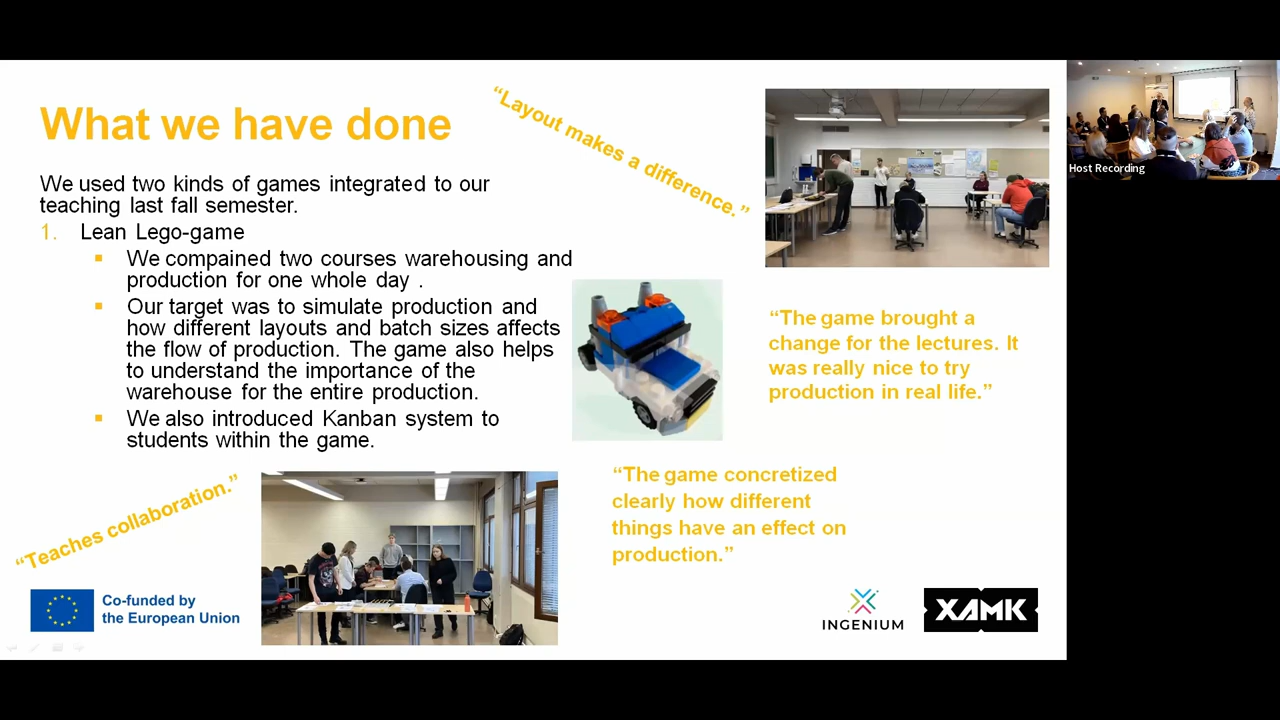 What we have done
“Layout makes a difference.”
We used two kinds of games integrated to our
teaching last fall semester.
1. Lean Lego-game
▪ We compained two courses warehousing and
production for one whole day .
▪ Our target was to simulate production and
how different layouts and batch sizes affects
the flow of production. The game also helps
to understand the importance of the
warehouse for the entire production.
▪ We also introduced Kanban system to
students within the game.
“The game brought a
change for the lectures. It
was really nice to try
production in real life.”
“The game concretized
clearly how different
things have an effect on
production.”
“Teaches collaboration.”
Co-funded by
the European Union
INGENIUM
XAMK
Host Recording